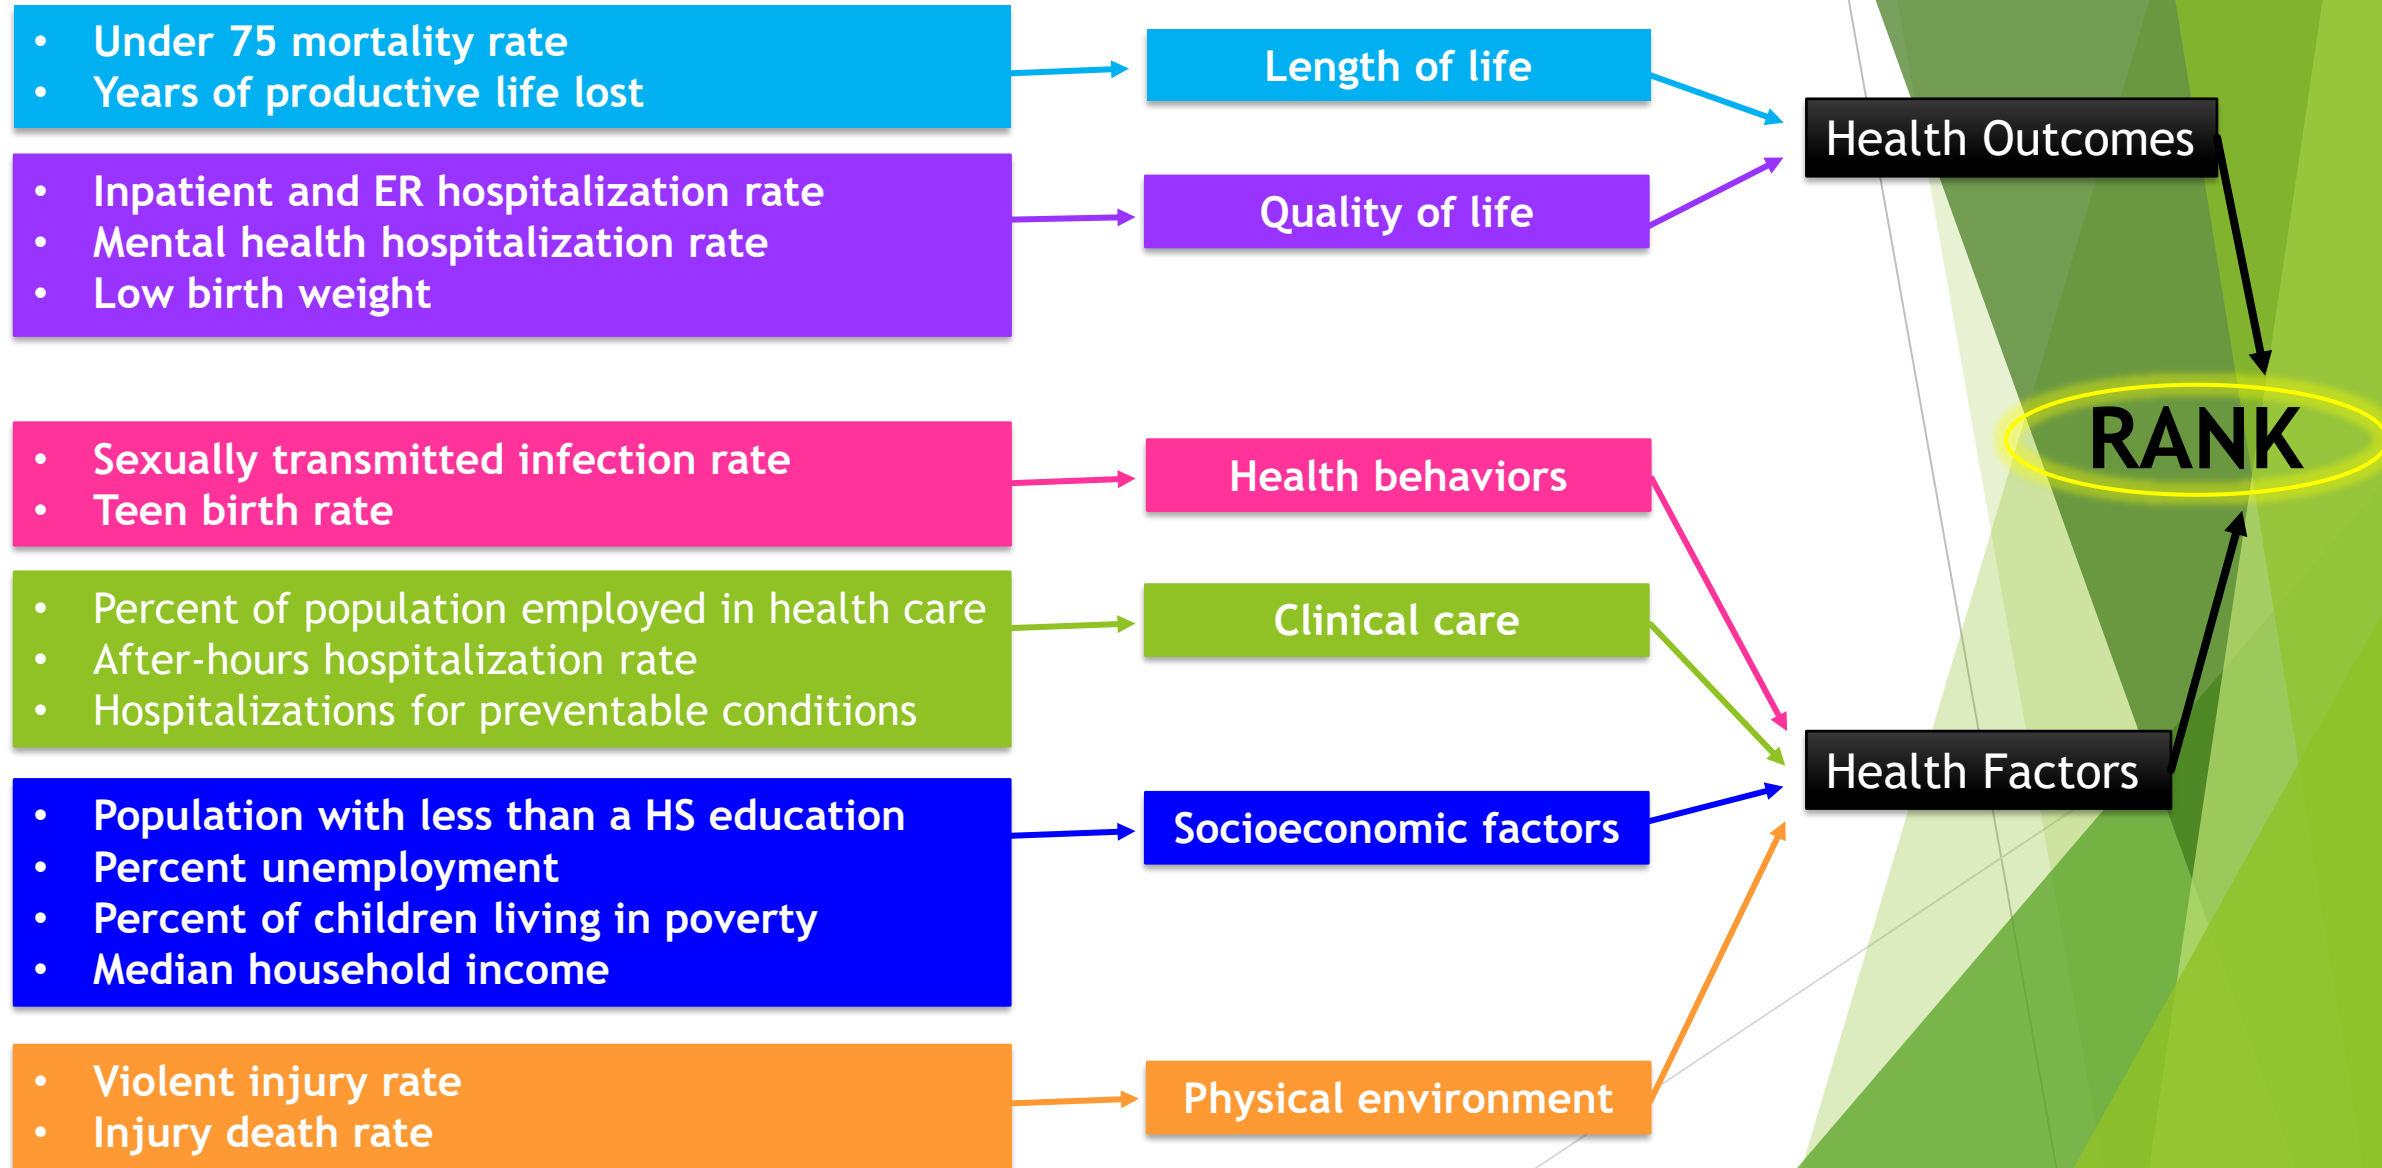 • Under 75 mortality rate
• Years of productive life lost
Length of life
• Inpatient and ER hospitalization rate
• Mental health hospitalization rate
• Low birth weight
Quality of life
Health Outcomes
RANK
• Sexually transmitted infection rate
• Teen birth rate
Health behaviors
• Percent of population employed in health care
• After-hours hospitalization rate
• Hospitalizations for preventable conditions
Clinical care
Health Factors
• Population with less than a HS education
• Percent unemployment
• Percent of children living in poverty
• Median household income
Socioeconomic factors
• Violent injury rate
• Injury death rate
Physical environment